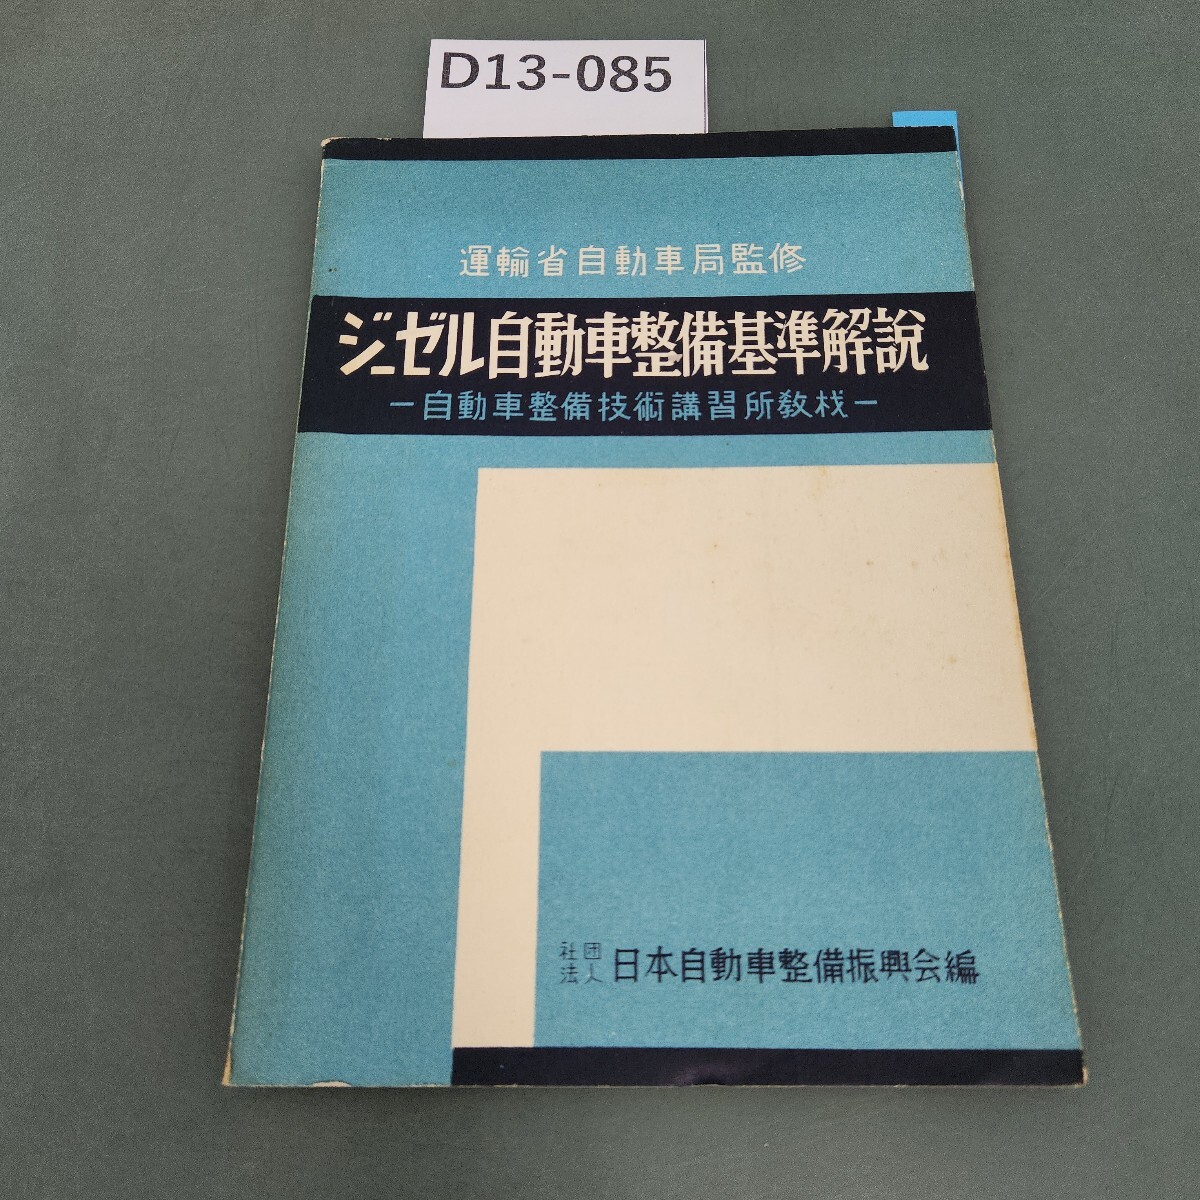 D13-085
運輸省自動車局監修
ジーゼル自動車整備基準解説
ー自動車整備技術講習所教材ー
社団法人 日本自動車整備振興会編